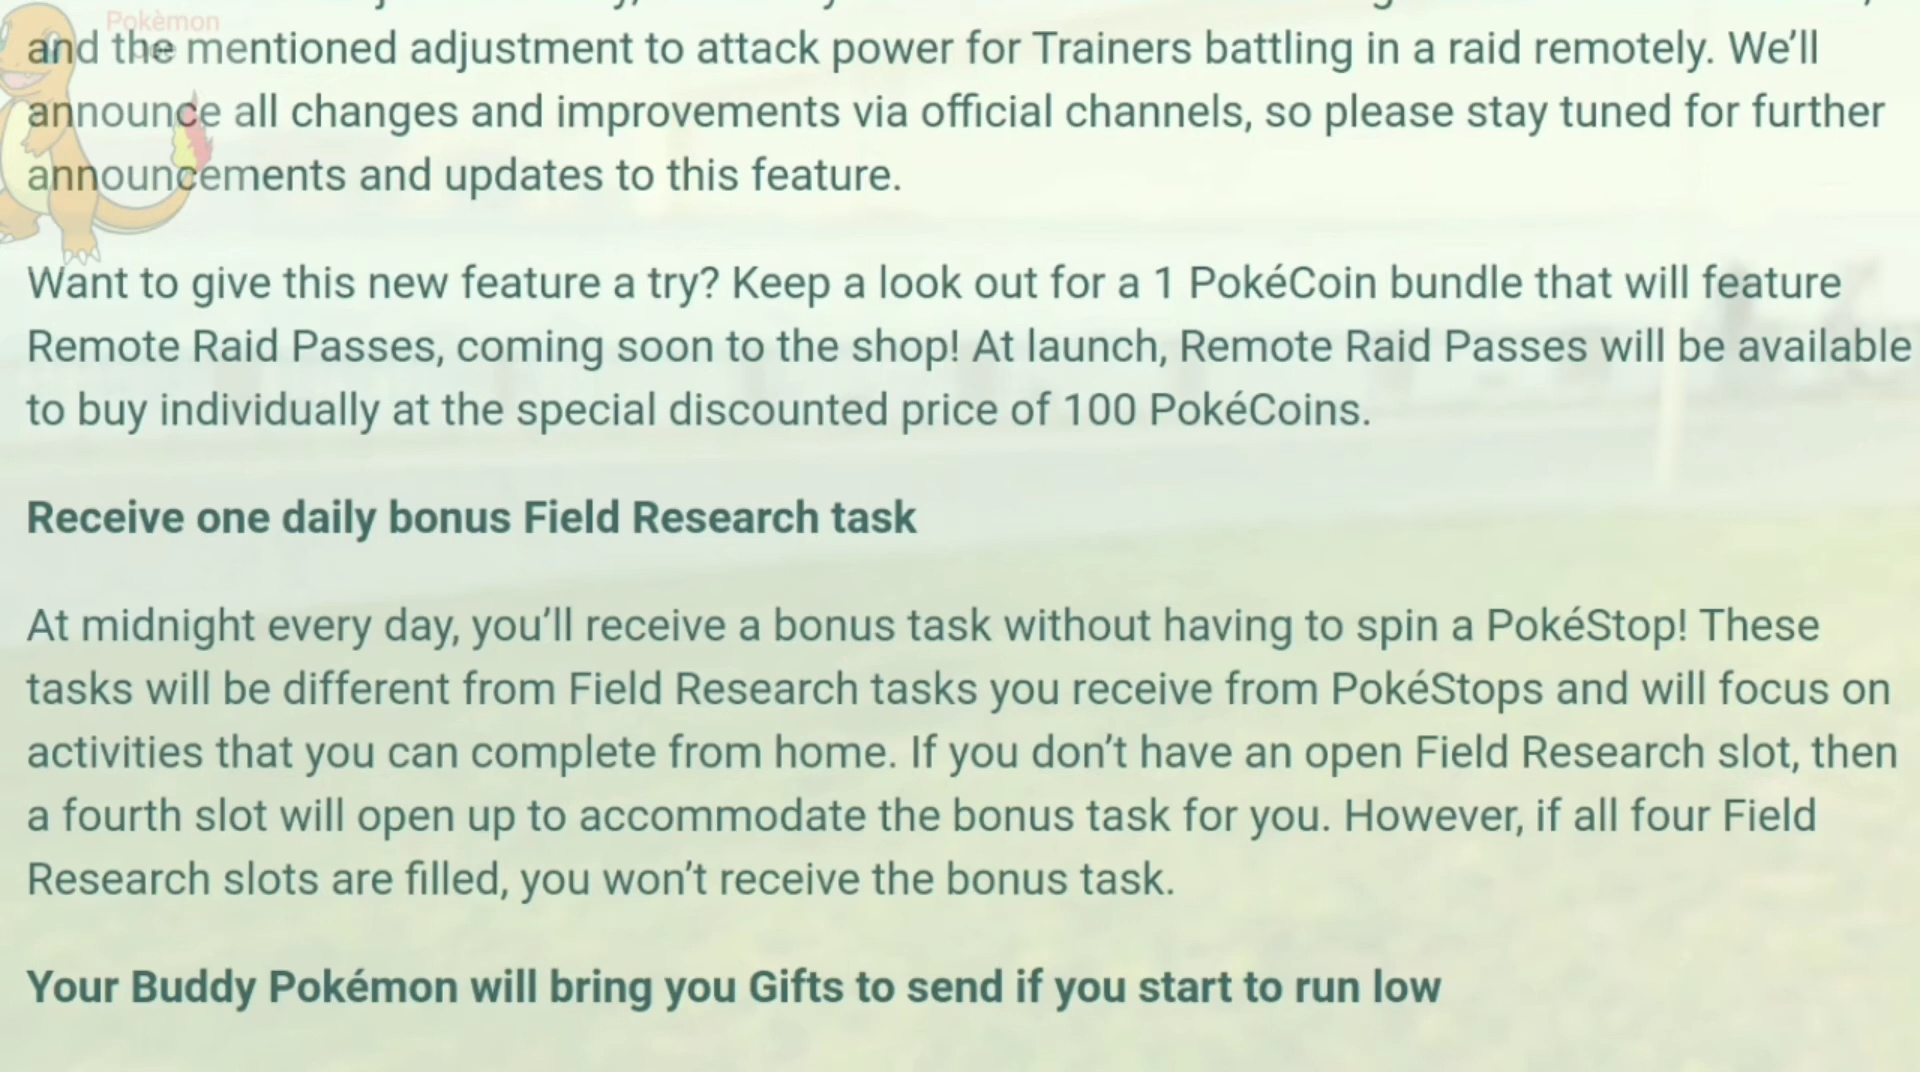 Pokèmon
and the mentioned adjustment to attack power for Trainers battling in a raid remotely. We’ll
announce all changes and improvements via official channels, so please stay tuned for further
announcements and updates to this feature.
Want to give this new feature a try? Keep a look out for a 1 PokéCoin bundle that will feature
Remote Raid Passes, coming soon to the shop! At launch, Remote Raid Passes will be available
to buy individually at the special discounted price of 100 PokéCoins.
Receive one daily bonus Field Research task
At midnight every day, you’ll receive a bonus task without having to spin a PokéStop! These
tasks will be different from Field Research tasks you receive from PokéStops and will focus on
activities that you can complete from home. If you don’t have an open Field Research slot, then
a fourth slot will open up to accommodate the bonus task for you. However, if all four Field
Research slots are filled, you won’t receive the bonus task.
Your Buddy Pokémon will bring you Gifts to send if you start to run low